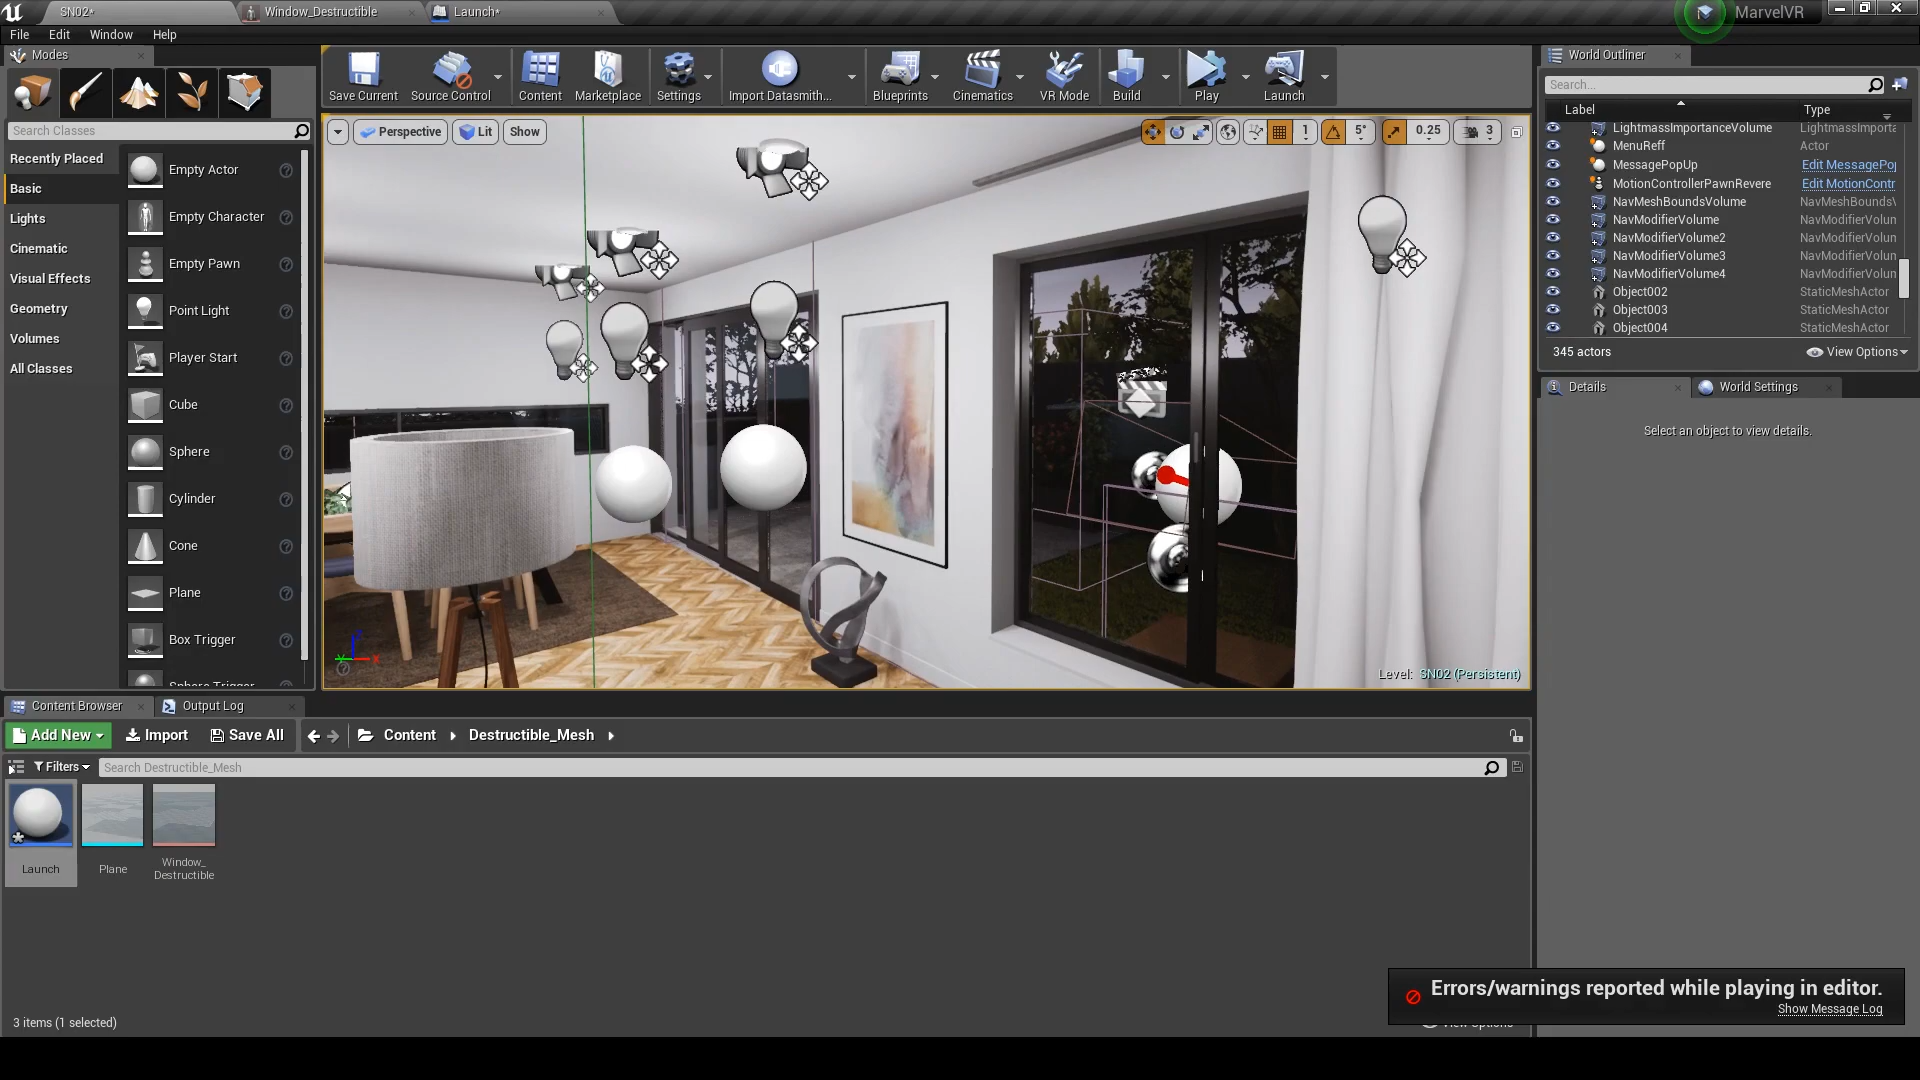 SN02*
Window_Destructible
Launch*
MarvelVR
File Edit Window Help
Modes
Search Classes
Recently Placed
Basic
Lights
Cinematic
Visual Effects
Geometry
Volumes
All Classes
Empty Actor
Empty Character
Empty Pawn
Point Light
Player Start
Cube
Sphere
Cylinder
Cone
Plane
Box Trigger
Sphere Trigger
Save Current
Source Control
Content
Marketplace
Settings
Import Datasmith...
Blueprints
Cinematics
VR Mode
Build
Play
Launch
Perspective
Lit
Show
1
5°
0.25
3
Level: SN02 (Persistent)
World Outliner
Search...
Label Type
LightmassImportanceVolume Lightmass​Importa
MenuReff Actor
MessagePopUp Edit MessagePo
MotionControllerPawnRevere Edit MotionContr
NavMeshBoundsVolume NavMeshBounds
NavModifierVolume NavModifierVolun
NavModifierVolume2 NavModifierVolun
NavModifierVolume3 NavModifierVolun
NavModifierVolume4 NavModifierVolun
Object002 StaticMeshActor
Object003 StaticMeshActor
Object004 StaticMeshActor
345 actors
View Options
Details
World Settings
Select an object to view details.
Content Browser
Output Log
Add New
Import
Save All
Content
Destructible_Mesh
Filters
Search Destructible_Mesh
Launch
Plane
Window_
Destructible
3 items (1 selected)
View Options
Errors/warnings reported while playing in editor.
Show Message Log